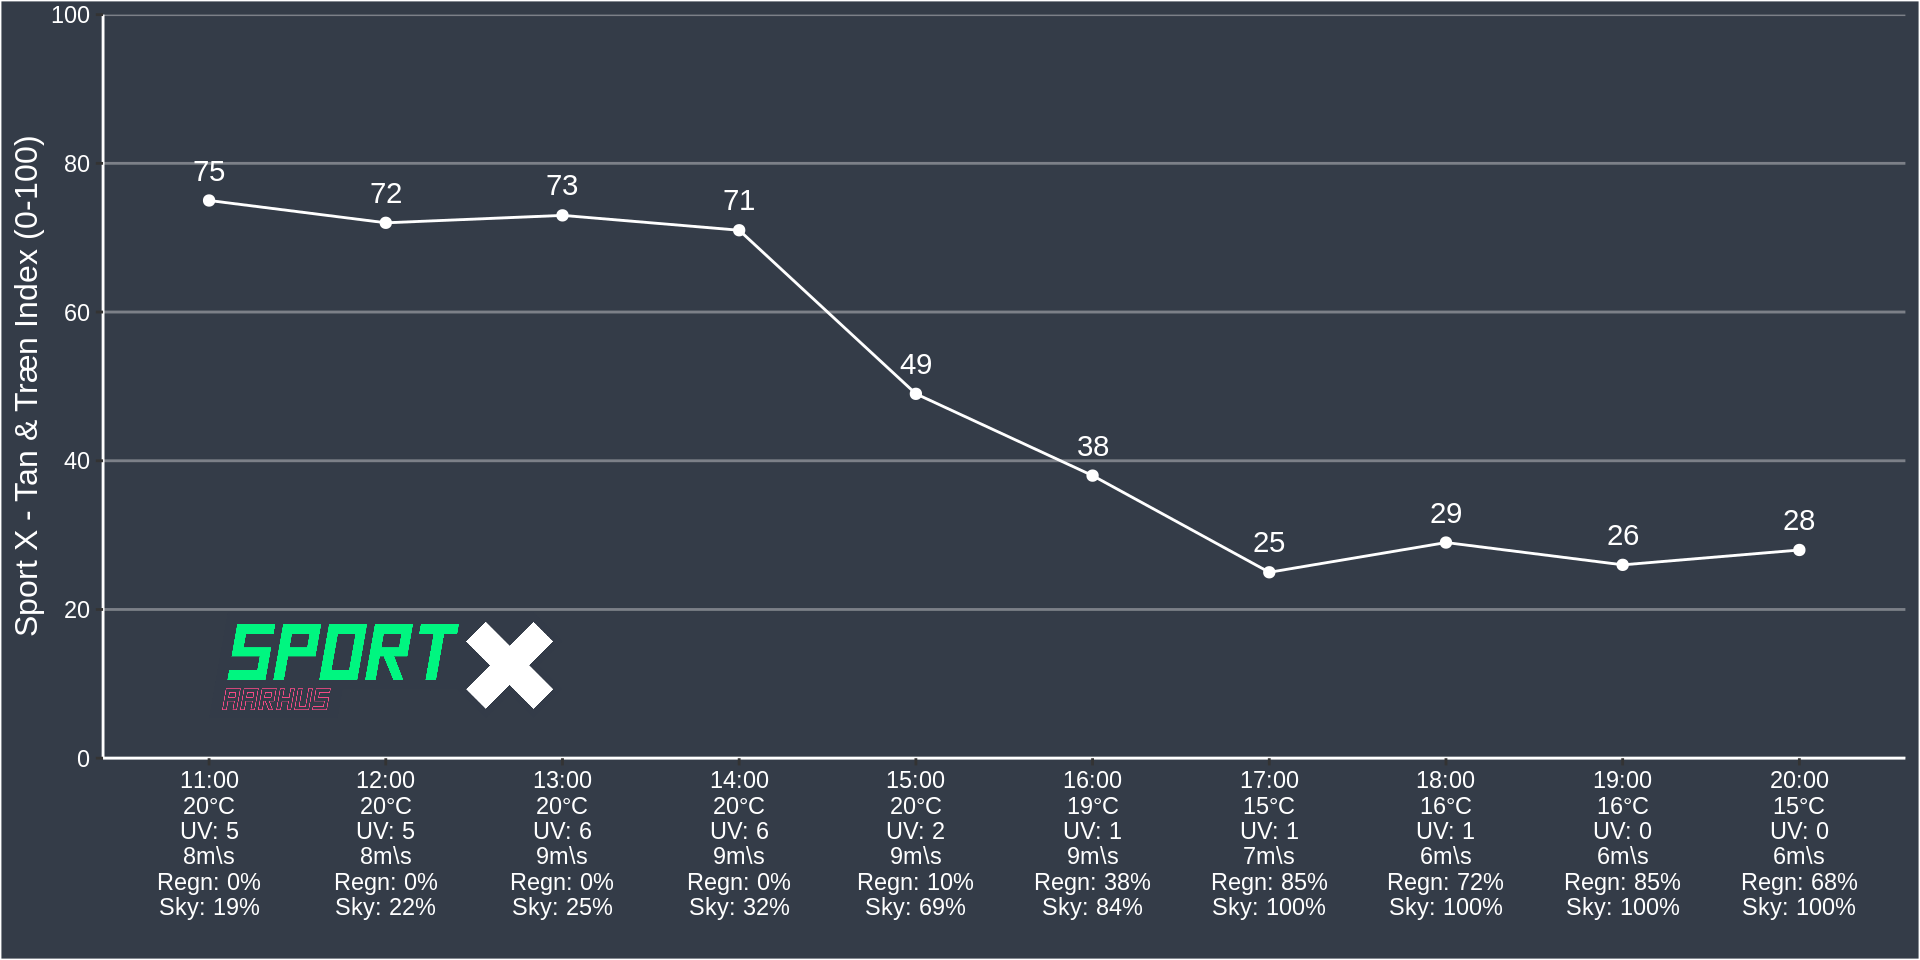 Sport X - Tan & Træn Index (0-100)
100
80
60
40
20
0
75
72
73
71
49
38
25
29
26
28
SPORT X
AARHUS
11:00 12:00 13:00 14:00 15:00 16:00 17:00 18:00 19:00 20:00
20°C 20°C 20°C 20°C 20°C 19°C 15°C 16°C 16°C 15°C
UV: 5 UV: 5 UV: 6 UV: 6 UV: 2 UV: 1 UV: 1 UV: 1 UV: 0 UV: 0
8m\s 8m\s 9m\s 9m\s 9m\s 9m\s 7m\s 6m\s 6m\s 6m\s
Regn: 0% Regn: 0% Regn: 0% Regn: 0% Regn: 10% Regn: 38% Regn: 85% Regn: 72% Regn: 85% Regn: 68%
Sky: 19% Sky: 22% Sky: 25% Sky: 32% Sky: 69% Sky: 84% Sky: 100% Sky: 100% Sky: 100% Sky: 100%